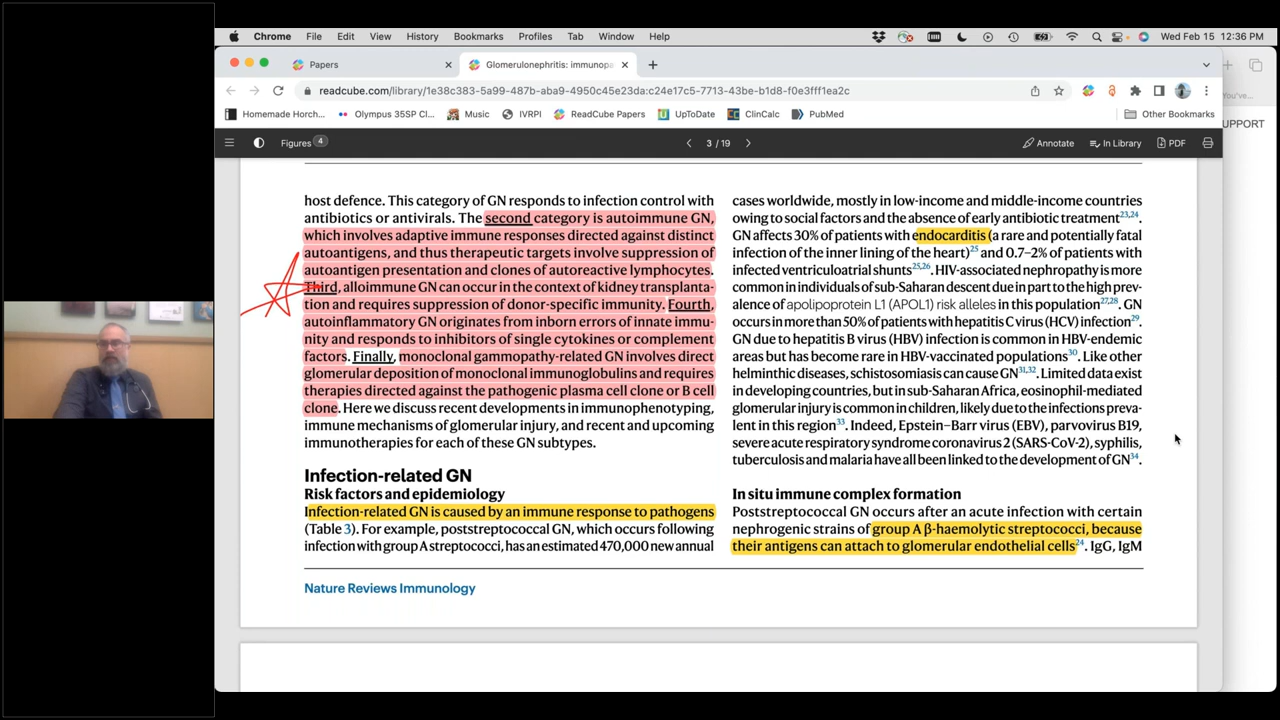 Chrome File Edit View History Bookmarks Profiles Tab Window Help Wed Feb 15 12:36 PM
Papers
Glomerulonephritis: immunop
readcube.com/library/1e38c383-5a99-487b-aba9-4950c45e23da:c24e17c5-7713-43be-b1d8-f0e3fff1ea2c
You've...
Homemade Horch... Olympus 35SP Cl... Music IVRPI ReadCube Papers UpToDate ClinCalc PubMed Other Bookmarks
UPPORT
Figures 4 3 / 19 Annotate In Library PDF
host defence. This category of GN responds to infection control with
antibiotics or antivirals. The second category is autoimmune GN,
which involves adaptive immune responses directed against distinct
autoantigens, and thus therapeutic targets involve suppression of
autoantigen presentation and clones of autoreactive lymphocytes.
Third, alloimmune GN can occur in the context of kidney transplanta-
tion and requires suppression of donor-specific immunity. Fourth,
autoinflammatory GN originates from inborn errors of innate immu-
nity and responds to inhibitors of single cytokines or complement
factors. Finally, monoclonal gammopathy-related GN involves direct
glomerular deposition of monoclonal immunoglobulins and requires
therapies directed against the pathogenic plasma cell clone or B cell
clone. Here we discuss recent developments in immunophenotyping,
immune mechanisms of glomerular injury, and recent and upcoming
immunotherapies for each of these GN subtypes.
Infection-related GN
Risk factors and epidemiology
Infection-related GN is caused by an immune response to pathogens
(Table 3). For example, poststreptococcal GN, which occurs following
infection with group A streptococci, has an estimated 470,000 new annual
cases worldwide, mostly in low-income and middle-income countries
owing to social factors and the absence of early antibiotic treatment23,24.
GN affects 30% of patients with endocarditis (a rare and potentially fatal
infection of the inner lining of the heart)25 and 0.7–2% of patients with
infected ventriculoatrial shunts25,26. HIV-associated nephropathy is more
common in individuals of sub-Saharan descent due in part to the high prev-
alence of apolipoprotein L1 (APOL1) risk alleles in this population27,28. GN
occurs in more than 50% of patients with hepatitis C virus (HCV) infection29.
GN due to hepatitis B virus (HBV) infection is common in HBV-endemic
areas but has become rare in HBV-vaccinated populations30. Like other
helminthic diseases, schistosomiasis can cause GN31,32. Limited data exist
in developing countries, but in sub-Saharan Africa, eosinophil-mediated
glomerular injury is common in children, likely due to the infections preva-
lent in this region33. Indeed, Epstein–Barr virus (EBV), parvovirus B19,
severe acute respiratory syndrome coronavirus 2 (SARS-CoV-2), syphilis,
tuberculosis and malaria have all been linked to the development of GN34.
In situ immune complex formation
Poststreptococcal GN occurs after an acute infection with certain
nephrogenic strains of group A β-haemolytic streptococci, because
their antigens can attach to glomerular endothelial cells24. IgG, IgM
Nature Reviews Immunology